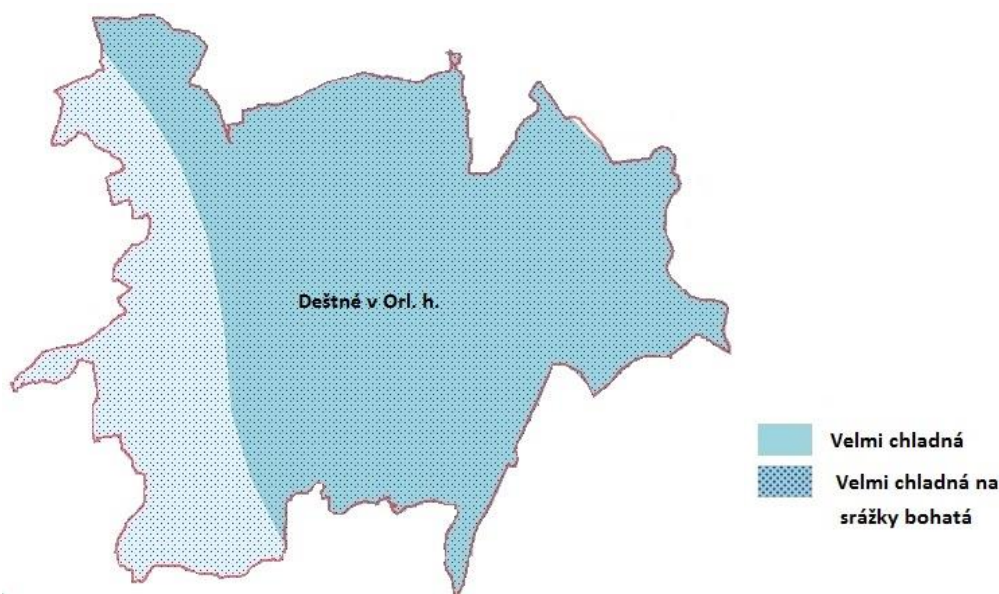 Deštné v Orl. h.
Velmi chladná
Velmi chladná na
srážky bohatá